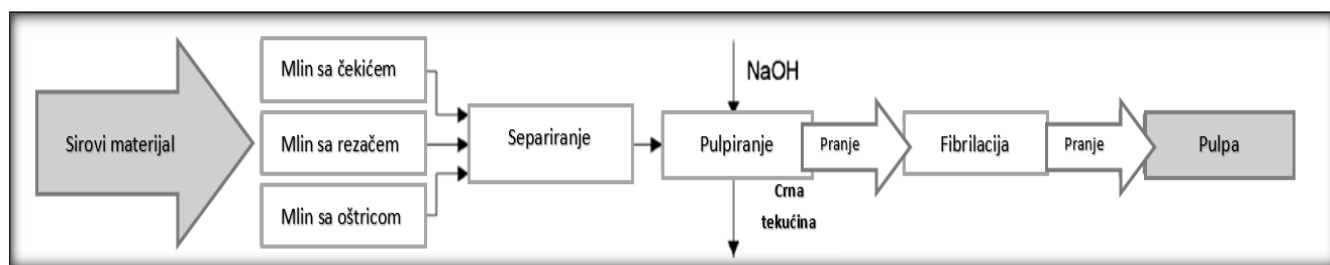 Sirovi materijal
Mlin sa čekićem
Mlin sa rezačem
Mlin sa oštricom
Separiranje
NaOH
Pulpiranje
Crna
tekućina
Pranje
Fibrilacija
Pranje
Pulpa